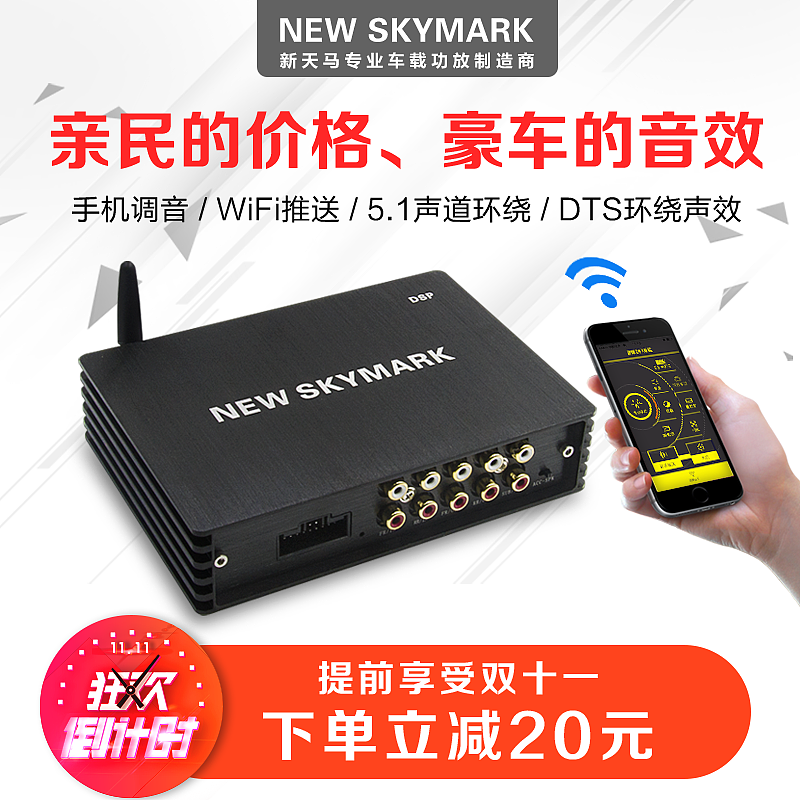 NEW SKYMARK
新天马专业车载功放制造商
亲民的价格、豪车的音效
手机调音 / WiFi推送 / 5.1声道环绕 / DTS环绕声效
DSP
NEW SKYMARK
11.11
狂欢
倒计时
提前享受双十一
下单立减20元